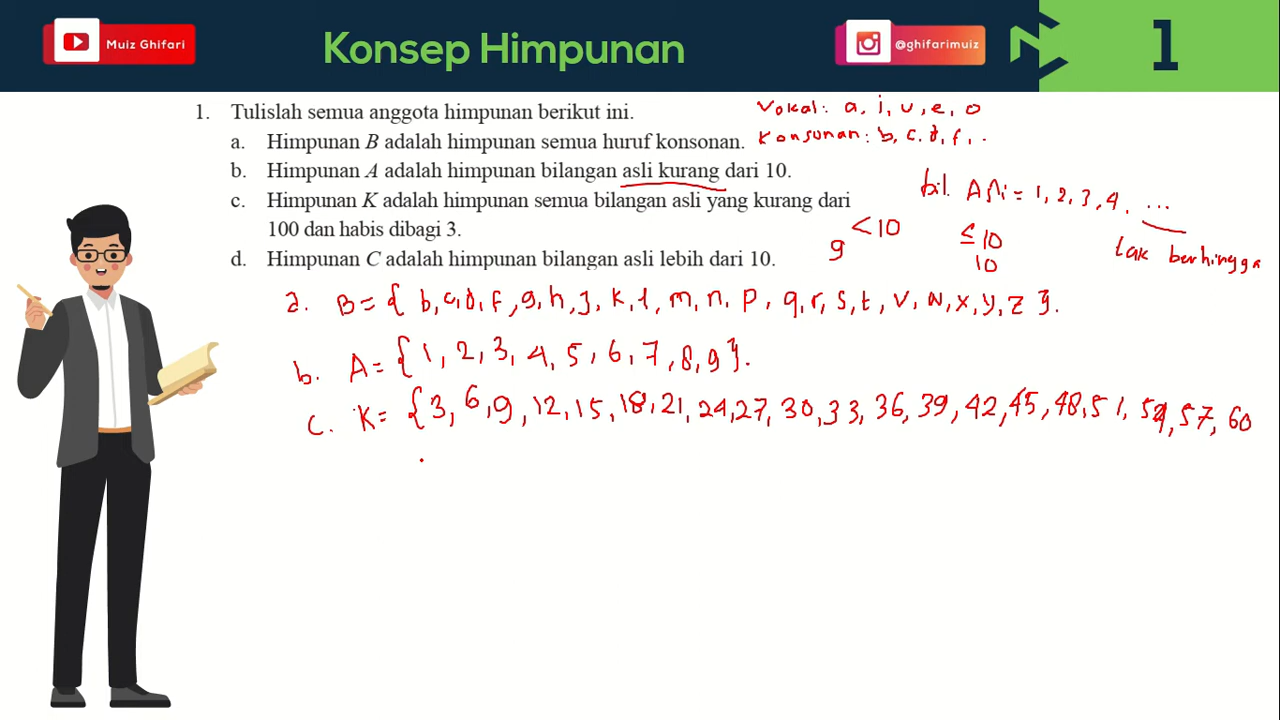 Muiz Ghifari
Konsep Himpunan
@ghifarimuiz
1
1. Tulislah semua anggota himpunan berikut ini.
a. Himpunan B adalah himpunan semua huruf konsonan.
b. Himpunan A adalah himpunan bilangan asli kurang dari 10.
c. Himpunan K adalah himpunan semua bilangan asli yang kurang dari
100 dan habis dibagi 3.
d. Himpunan C adalah himpunan bilangan asli lebih dari 10.
Vokal: a, i, u, e, o
Konsonan: b, c, d, f, ..
bil. Asli = 1, 2, 3, 4, ...
tak berhingga
< 10
9
≤ 10
10
a. B = { b, c, d, f, g, h, j, k, l, m, n, p, q, r, s, t, v, w, x, y, z }.
b. A = {1, 2, 3, 4, 5, 6, 7, 8, 9}.
c. K = {3, 6, 9, 12, 15, 18, 21, 24, 27, 30, 33, 36, 39, 42, 45, 48, 51, 54, 57, 60